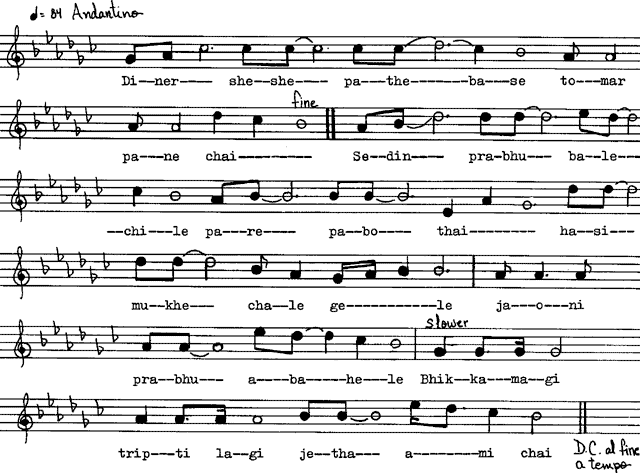 ♩= 84 Andantino
Di--ner---- she--she---- pa---the------ba---se to---mar
fine
pa---ne chai---------- Se--din---- pra-bhu--- ba--le--
--chi--le pa--re--- pa--bo---- thai------- ha--si---
mu--khe--- cha--le ge-----------le ja---o--ni
slower
pra--bhu--- a---ba---he--le Bhik--ka--ma--gi
trip---ti la--gi je--tha--- a--------mi chai
D.C. al fine
a tempo